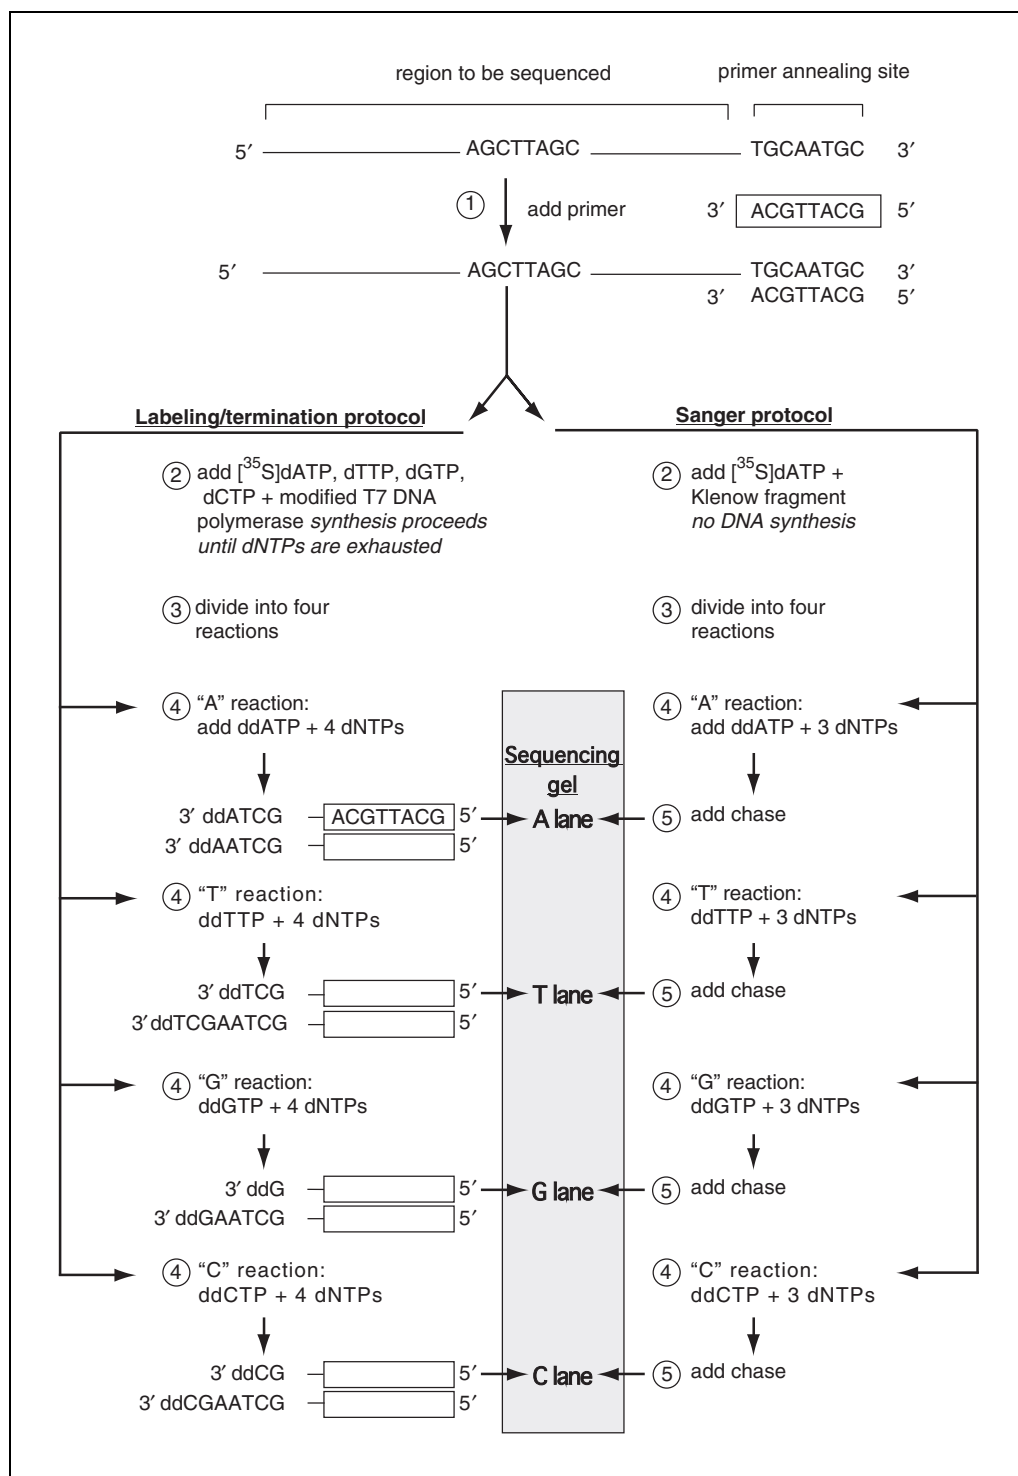 region to be sequenced
primer annealing site
5′ AGCTTAGC TGCAATGC 3′
① add primer
3′ ACGTTACG 5′
5′ AGCTTAGC TGCAATGC 3′
3′ ACGTTACG 5′
Labeling/termination protocol
② add [35S]dATP, dTTP, dGTP,
dCTP + modified T7 DNA
polymerase synthesis proceeds
until dNTPs are exhausted
③ divide into four
reactions
④ “A” reaction:
add ddATP + 4 dNTPs
3′ ddATCG ACGTTACG 5′
3′ ddAATCG 5′
④ “T” reaction:
ddTTP + 4 dNTPs
3′ ddTCG 5′
3′ ddTCGAATCG 5′
④ “G” reaction:
ddGTP + 4 dNTPs
3′ ddG 5′
3′ ddGAATCG 5′
④ “C” reaction:
ddCTP + 4 dNTPs
3′ ddCG 5′
3′ ddCGAATCG 5′
Sequencing
gel
A lane
T lane
G lane
C lane
Sanger protocol
② add [35S]dATP +
Klenow fragment
no DNA synthesis
③ divide into four
reactions
④ “A” reaction:
add ddATP + 3 dNTPs
⑤ add chase
④ “T” reaction:
ddTTP + 3 dNTPs
⑤ add chase
④ “G” reaction:
ddGTP + 3 dNTPs
⑤ add chase
④ “C” reaction:
ddCTP + 3 dNTPs
⑤ add chase